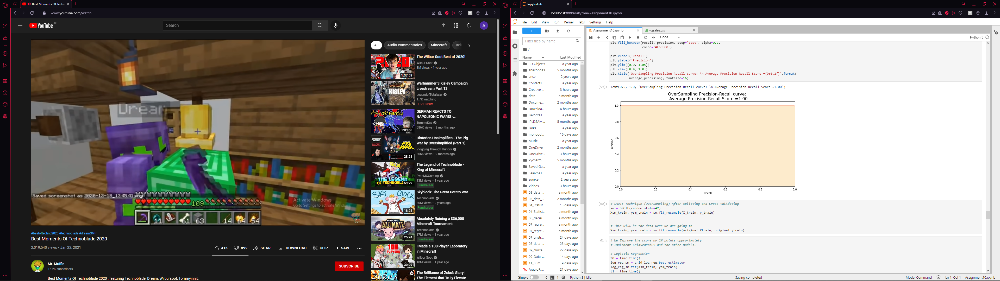 Best Moments Of Techn
www.youtube.com/watch
YouTube GB
Search
A
Dream
Saved screenshot as 2020-12-18_13.45.41.png
109
11 61 63 14 64 54
Activate Windows
Go to Settings to activate Windows.
#bestoftechno2020 #technoblade #dreamSMP
Best Moments Of Technoblade 2020
2,019,540 views • Jan 22, 2021
41K 892 SHARE DOWNLOAD CLIP SAVE
Mr. Muffin
15.2K subscribers
SUBSCRIBE
Best Moments Of Technoblade 2020 , featuring Technoblade, Dream, Wilbursoot, Tommyinnit,
All Audio commentaries Minecraft Rel
The Wilbur Soot Best of 2020!
Wilbur Soot
8M views • 1 year ago
2020
1:37:02
Warhammer 3 Kislev Campaign
Livestream Part 13
LegendofTotalWar
1.7K watching
LIVE NOW
KISLEV
GERMAN REACTS TO
NAPOLEONIC WARS! -...
TommyKay
586K views • 8 months ago
How I rekt everyone
1:09:55
Historian Unsimplifies - The Pig
War by Oversimplified (Part 1)
Vlogging Through History
306K views • 2 months ago
PIG
WAR
28:21
The Legend of Technoblade -
King of Minecraft
EvanMCGaming
13M views • 1 year ago
Fundraiser
THE LEGEND
OF TECHNOBLA
59:22
Skyblock: The Great Potato War
Technoblade
30M views • 2 years ago
Fundraiser
SKY BLOCK
18:25
Absolutely Ruining a $36,000
Minecraft Tournament
Technoblade
17M views • 1 year ago
Fundraiser
ULTIMATE
25:24
I Made a 100 Player Laboratory
in Minecraft
Wilbur Soot
10M views • 1 year ago
100
PLAYERS
30:29
The Brilliance of Zuko's Story |
The Element that Truly Elevate...
Zuko's
JupyterLab
localhost:8888/lab/tree/Assignment10.ipynb
File Edit View Run Kernel Tabs Settings Help
Filter files by name
/
Name Last Modified
3D Objects a year ago
anaconda3 5 months ago
ansel 2 years ago
Contacts a year ago
Creative ... 3 hours ago
data a month ago
Docume... 2 months ago
Downloa... 6 hours ago
Favorites a year ago
IPLDSAM... 5 months ago
Links a year ago
mongod... 16 days ago
Music a year ago
OneDrive 2 months ago
OneDrive... 3 hours ago
Pycharm... 5 months ago
Saved Ga... a year ago
Searches a year ago
source 2 years ago
Videos 3 hours ago
03_data_... a month ago
03_data_... 2 months ago
04_Statist... 13 days ago
04_Statist... a month ago
06_decisi... a month ago
07_regre... a month ago
07_regre... a month ago
07_unstr... 24 days ago
08_data_... 23 days ago
09_cluste... 22 days ago
09_Data_... 14 days ago
11_Sum... 9 days ago
AraujoRi... 21 days ago
Assignment10.ipynb vgsales.csv
Code
Python 3
plt.fill_between(recall, precision, step='post', alpha=0.2,
color='#F59B00')
plt.xlabel('Recall')
plt.ylabel('Precision')
plt.ylim([0.0, 1.05])
plt.xlim([0.0, 1.0])
plt.title('OverSampling Precision-Recall curve: \n Average Precision-Recall Score ={0:0.2f}'.format(
average_precision), fontsize=16)
[59]: Text(0.5, 1.0, 'OverSampling Precision-Recall curve: \n Average Precision-Recall Score =1.00')
OverSampling Precision-Recall curve:
Average Precision-Recall Score =1.00
1.0
0.8
0.6
0.4
0.2
0.0
Precision
0.0 0.2 0.4 0.6 0.8 1.0
Recall
[60]: # SMOTE Technique (OverSampling) After splitting and Cross Validating
sm = SMOTE(random_state=42)
Xsm_train, ysm_train = sm.fit_resample(X_train, y_train)
# This will be the data were we are going to
Xsm_train, ysm_train = sm.fit_resample(original_Xtrain, original_ytrain)
[61]: # We Improve the score by 2% points approximately
# Implement GridSearchCV and the other models.
# Logistic Regression
t0 = time.time()
log_reg_sm = grid_log_reg.best_estimator_
log_reg_sm.fit(Xsm_train, ysm_train)
t1 = time.time()
Simple 0 1 Python 3 | Idle Saving completed Mode: Command Ln 1, Col 1 Assignment10.ipynb